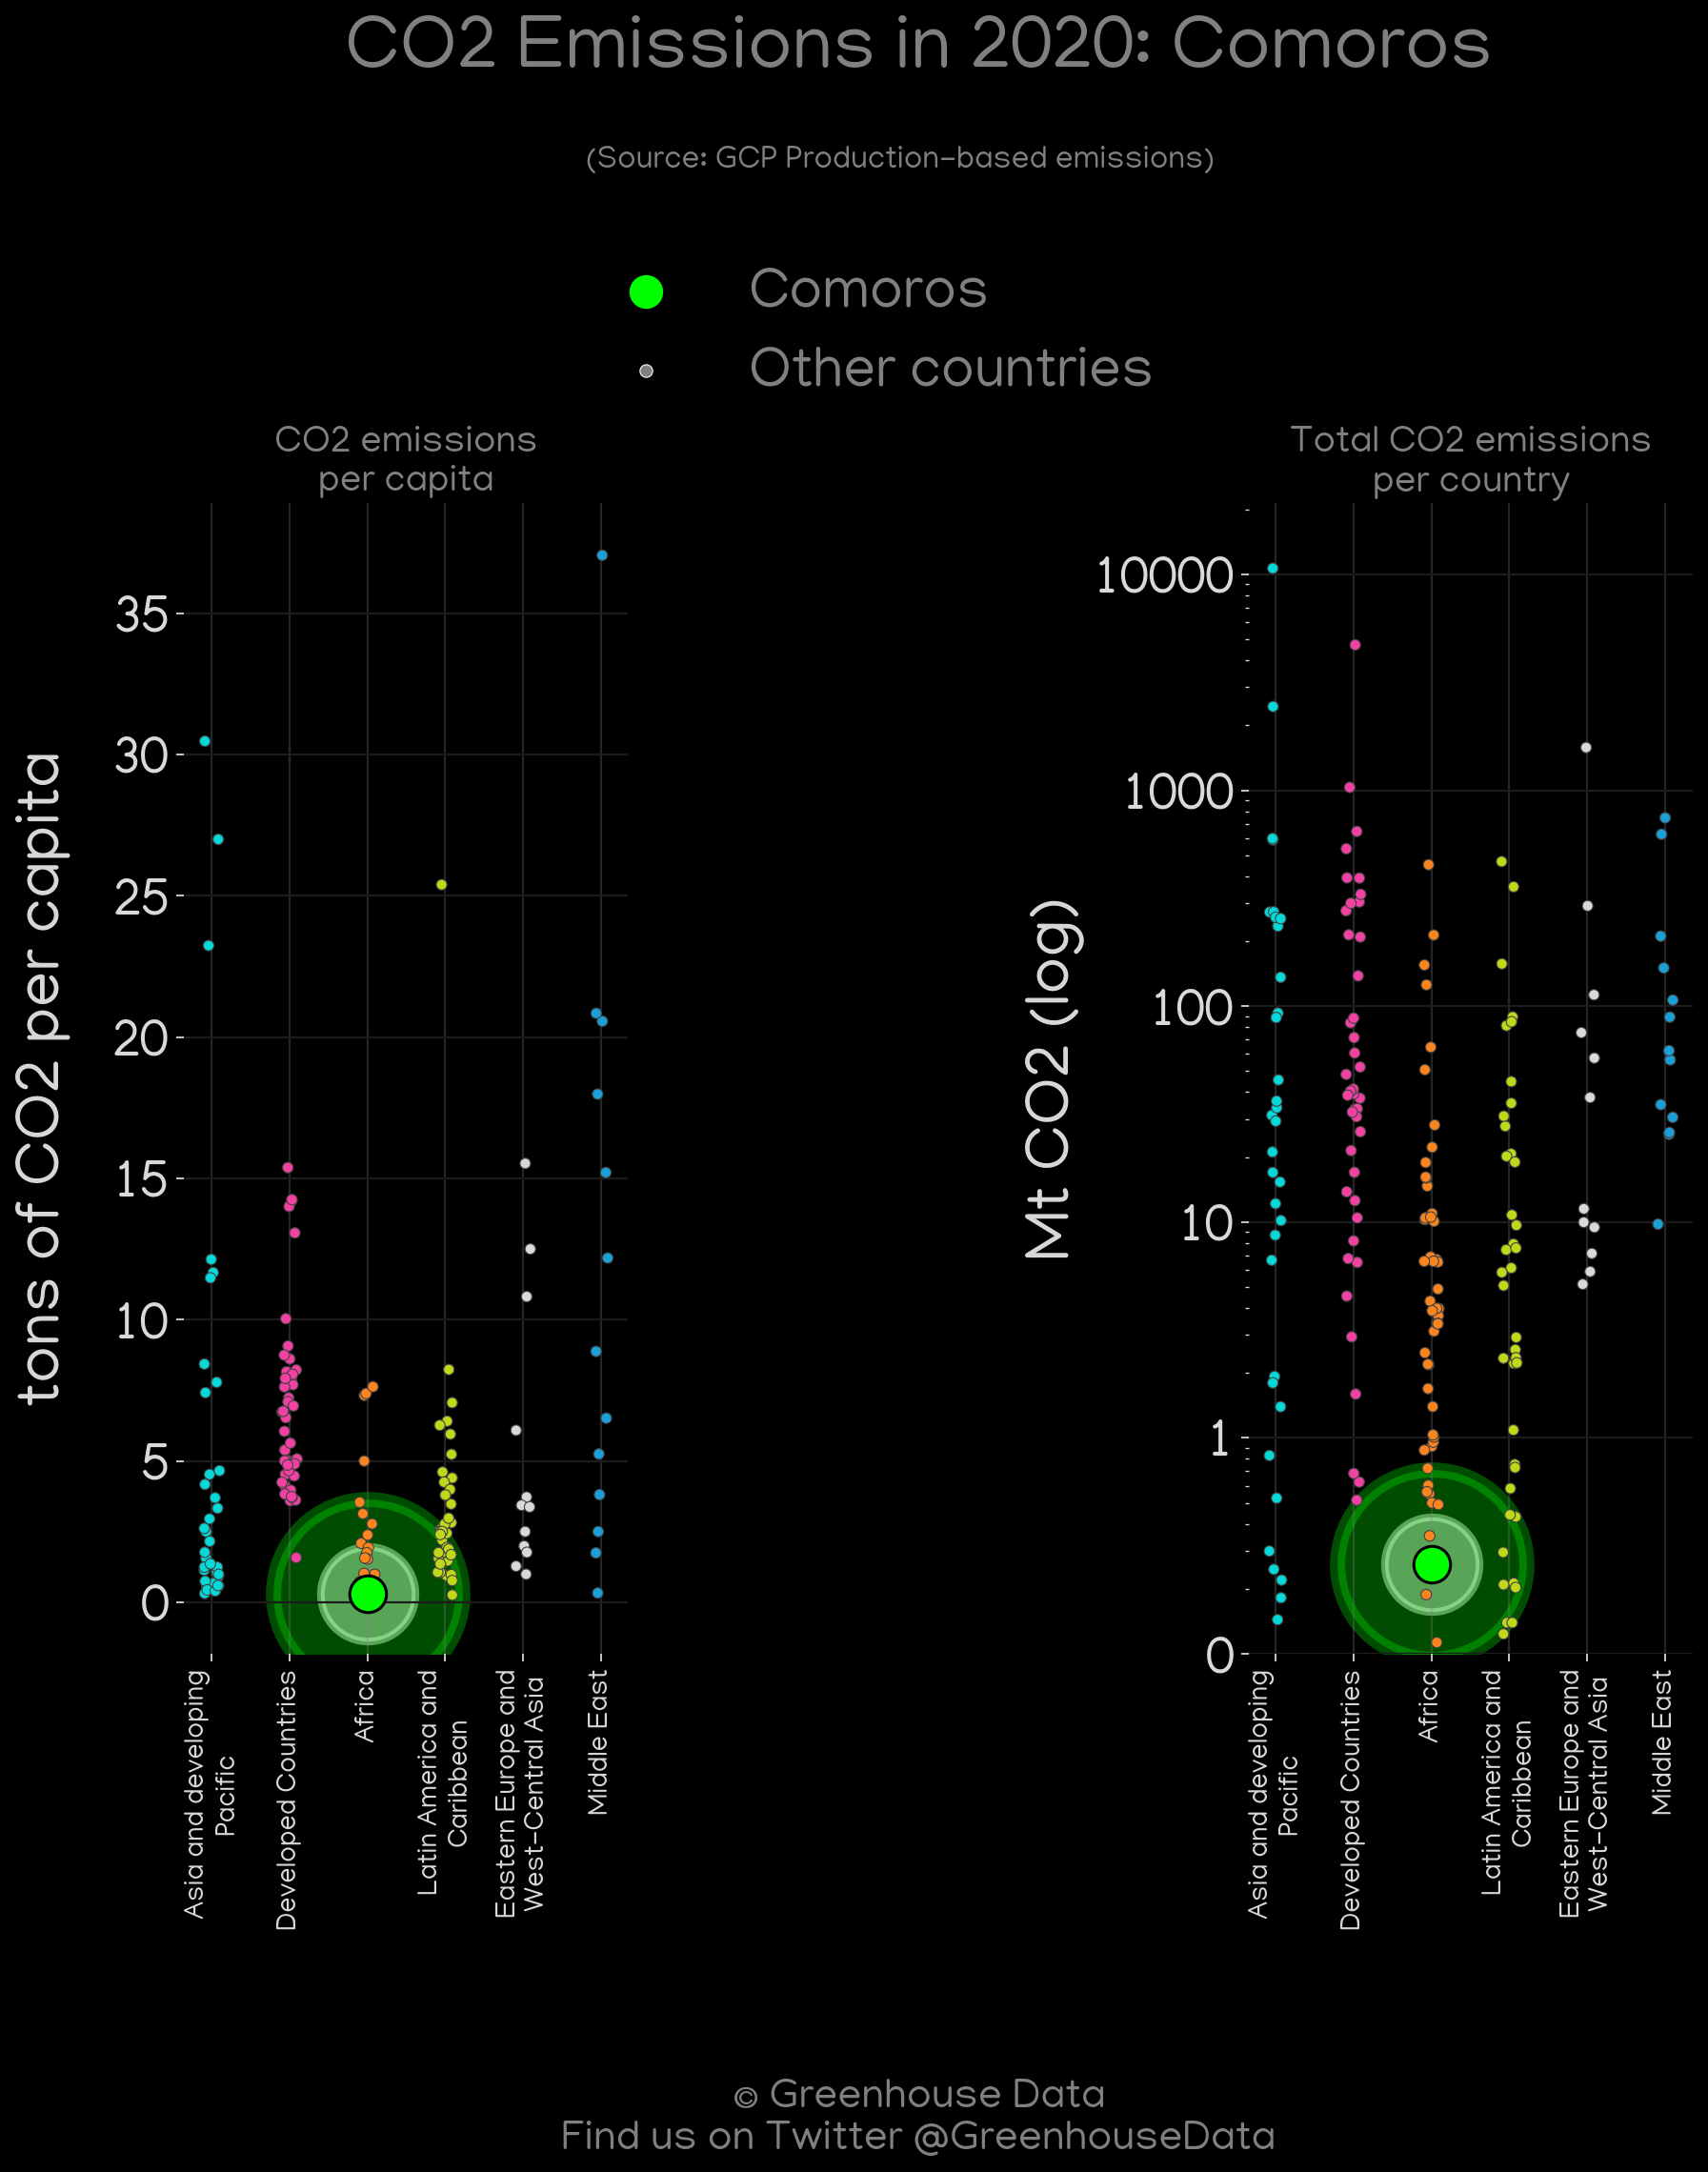 CO2 Emissions in 2020: Comoros
(Source: GCP Production-based emissions)
Comoros
Other countries
CO2 emissions
per capita
tons of CO2 per capita
35
30
25
20
15
10
5
0
Asia and developing
Pacific
Developed Countries
Africa
Latin America and
Caribbean
Eastern Europe and
West-Central Asia
Middle East
Total CO2 emissions
per country
Mt CO2 (log)
10000
1000
100
10
1
0
Asia and developing
Pacific
Developed Countries
Africa
Latin America and
Caribbean
Eastern Europe and
West-Central Asia
Middle East
© Greenhouse Data
Find us on Twitter @GreenhouseData